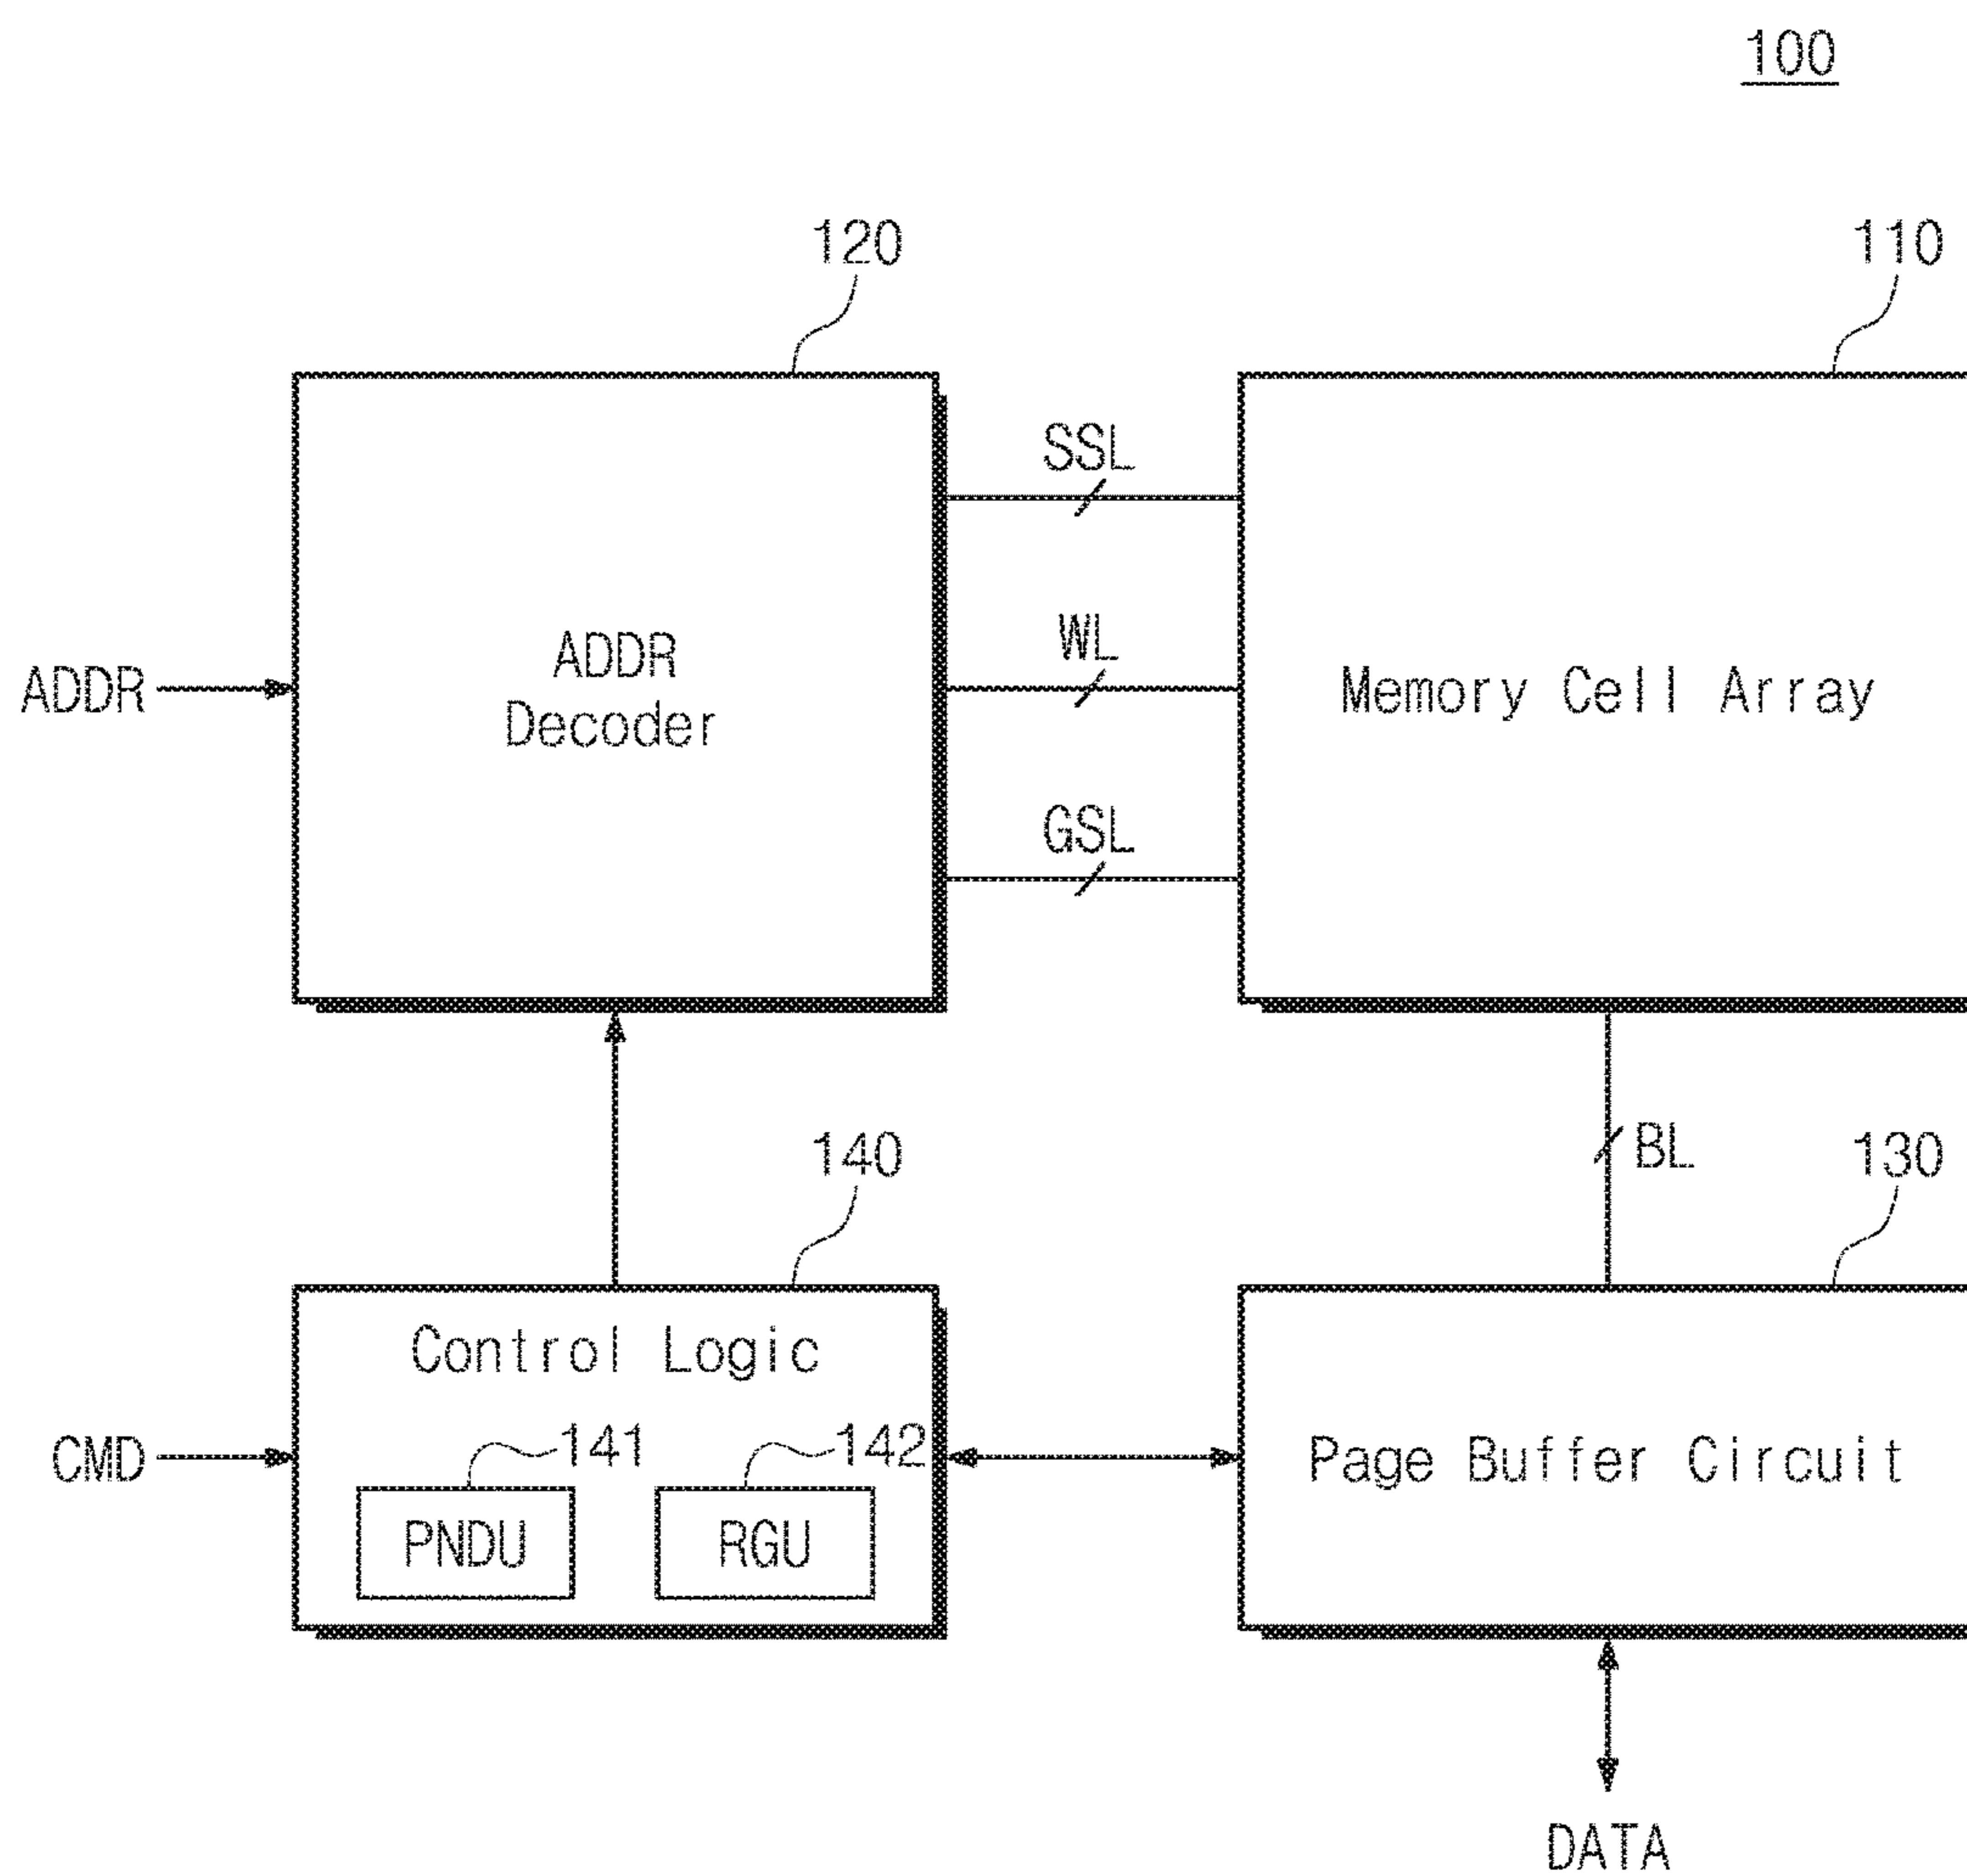 100
120
110
SSL
ADDR
Decoder
WL
ADDR
Memory Cell Array
GSL
140
BL
130
Control Logic
CMD
141
142
Page Buffer Circuit
PNDU
RGU
DATA